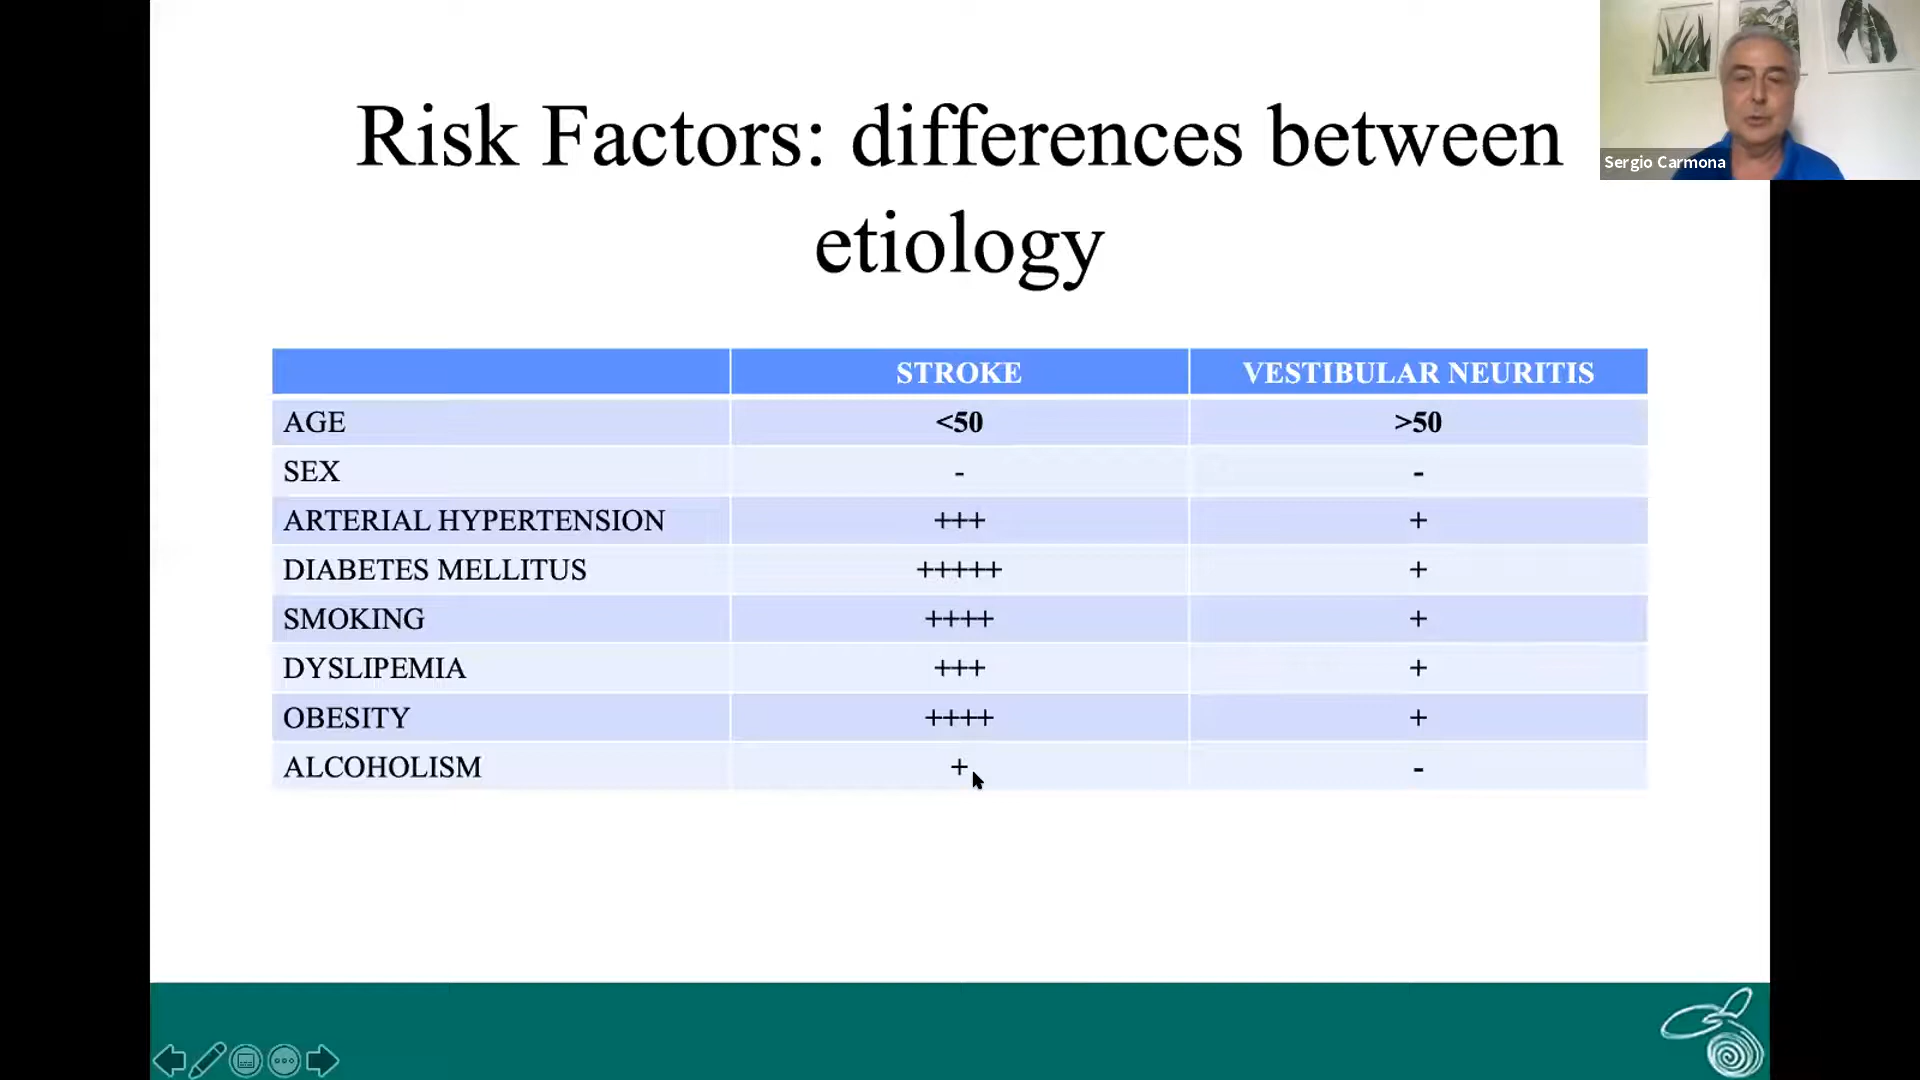 Risk Factors: differences between
etiology
Sergio Carmona
STROKE VESTIBULAR NEURITIS
AGE <50 >50
SEX - -
ARTERIAL HYPERTENSION +++ +
DIABETES MELLITUS +++++ +
SMOKING ++++ +
DYSLIPEMIA +++ +
OBESITY ++++ +
ALCOHOLISM + -